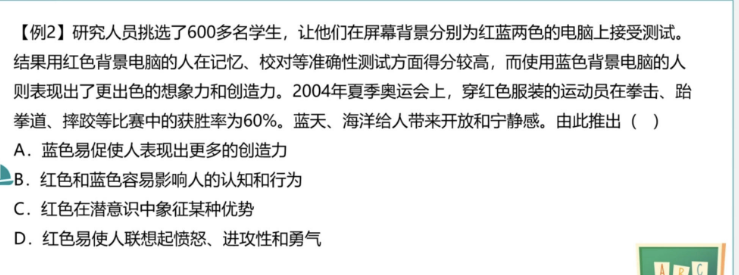 【例2】研究人员挑选了600多名学生，让他们在屏幕背景分别为红蓝两色的电脑上接受测试。
结果用红色背景电脑的人在记忆、校对等准确性测试方面得分较高，而使用蓝色背景电脑的人
则表现出了更出色的想象力和创造力。2004年夏季奥运会上，穿红色服装的运动员在拳击、跆
拳道、摔跤等比赛中的获胜率为60%。蓝天、海洋给人带来开放和宁静感。由此推出（ ）
A．蓝色易促使人表现出更多的创造力
B．红色和蓝色容易影响人的认知和行为
C．红色在潜意识中象征某种优势
D．红色易使人联想起愤怒、进攻性和勇气
A B C